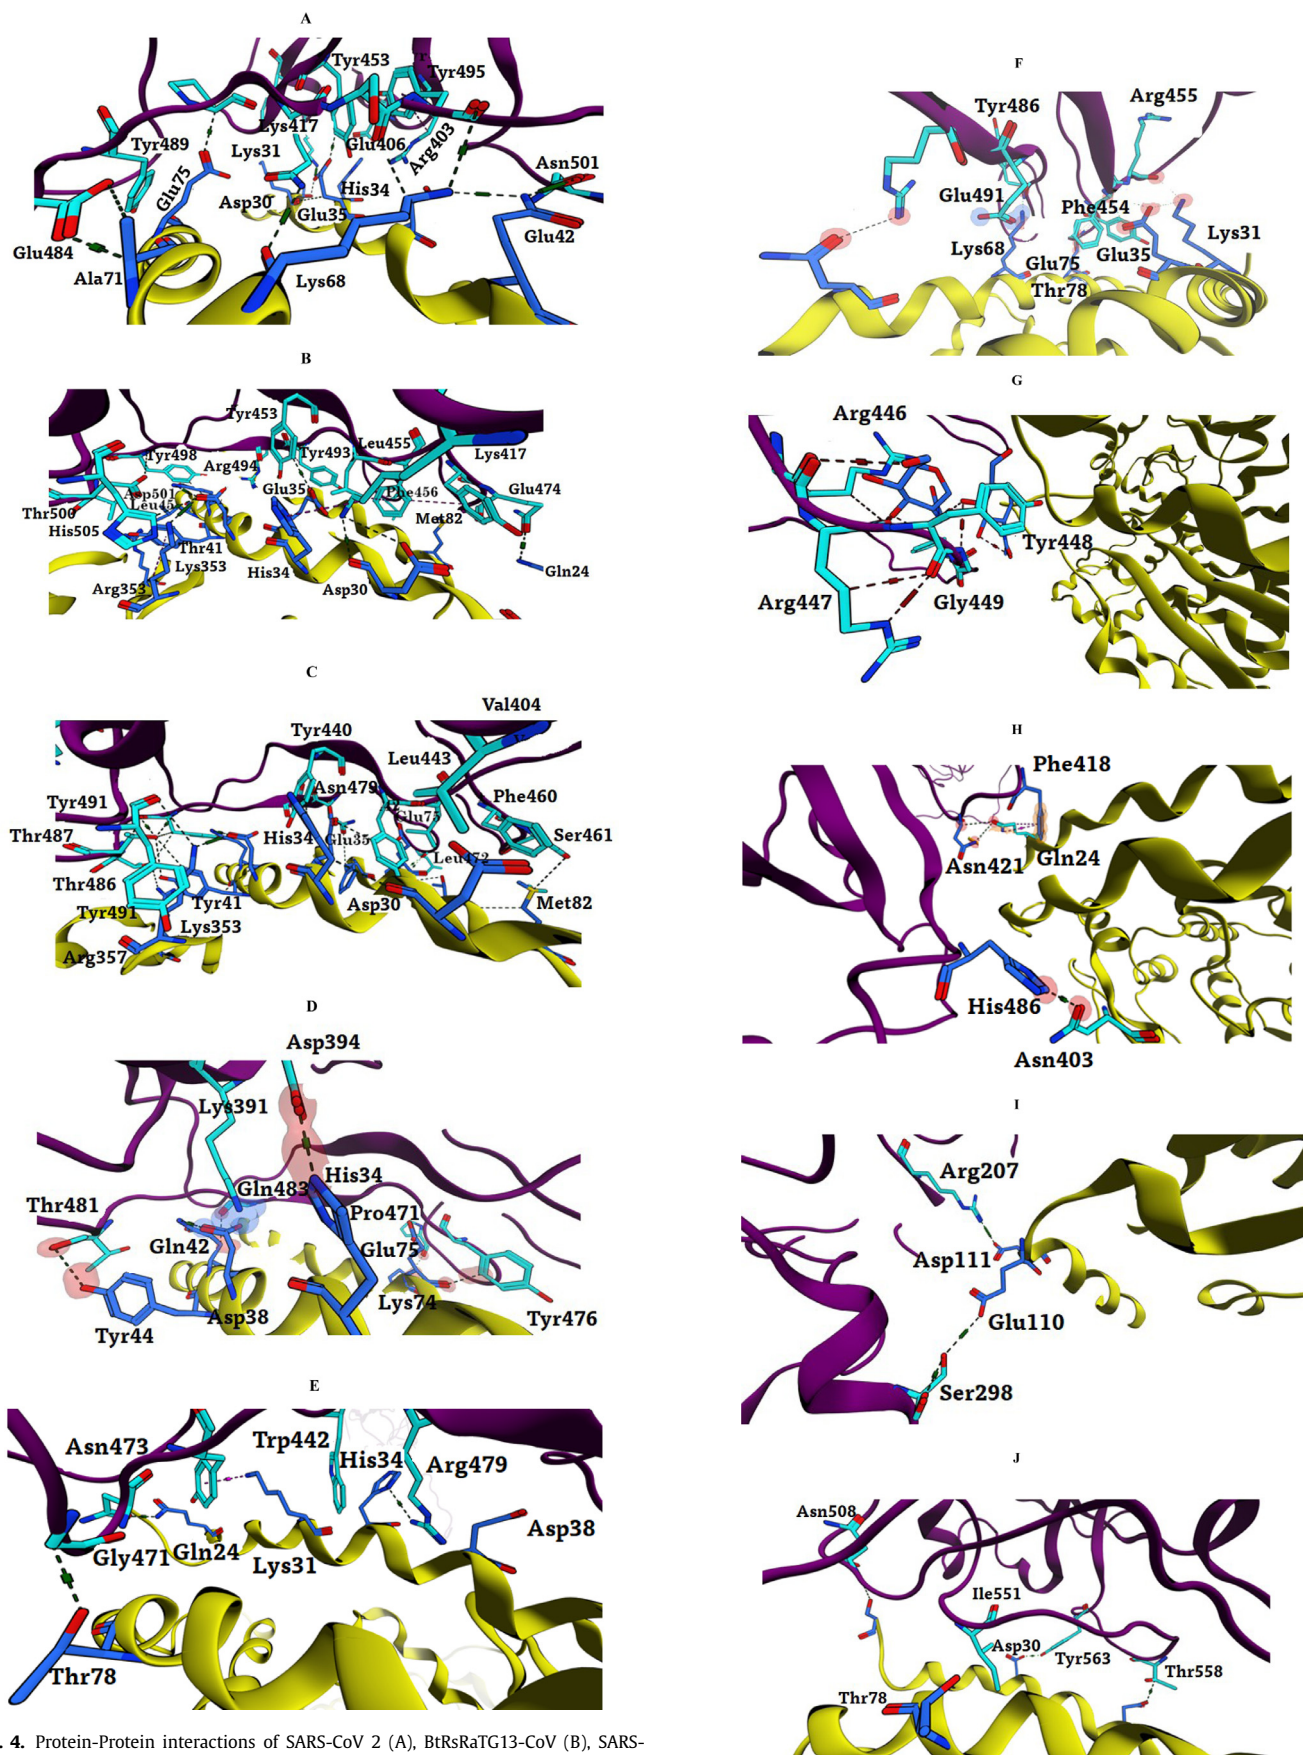 A
Tyr453
Tyr495
Lys417
Tyr489
Glu406
Arg403
Lys31
Glu75
Asn501
His34
Asp30
Glu35
Glu484
Glu42
Ala71
Lys68
B
Tyr453
Leu455
Tyr498
Tyr493
Lys417
Arg494
Glu35
Glu474
Asp501
Phe456
Thr500
Met82
His505
Thr41
Lys353
His34
Gln24
Arg353
Asp30
C
Val404
Tyr440
Leu443
Asn479
Tyr491
Phe460
Glu75
Thr487
His34
Glu35
Ser461
Leu472
Thr486
Tyr491
Tyr41
Asp30
Met82
Lys353
Arg357
D
Asp394
Lys391
His34
Gln483
Thr481
Pro471
Gln42
Glu75
Lys74
Asp38
Tyr476
Tyr44
E
Asn473
Trp442
His34
Arg479
Asp38
Gly471
Gln24
Lys31
Thr78
. 4. Protein-Protein interactions of SARS-CoV 2 (A), BtRsRaTG13-CoV (B), SARS-
F
Arg455
Tyr486
Glu491
Phe454
Lys31
Lys68
Glu75
Glu35
Thr78
G
Arg446
Tyr448
Arg447
Gly449
H
Phe418
Asn421
Gln24
His486
Asn403
I
Arg207
Asp111
Glu110
Ser298
J
Asn508
Ile551
Asp30
Tyr563
Thr558
Thr78